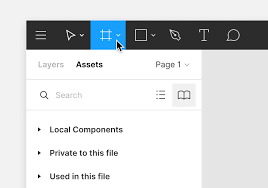 Layers Assets Page 1
Search
Local Components
Private to this file
Used in this file